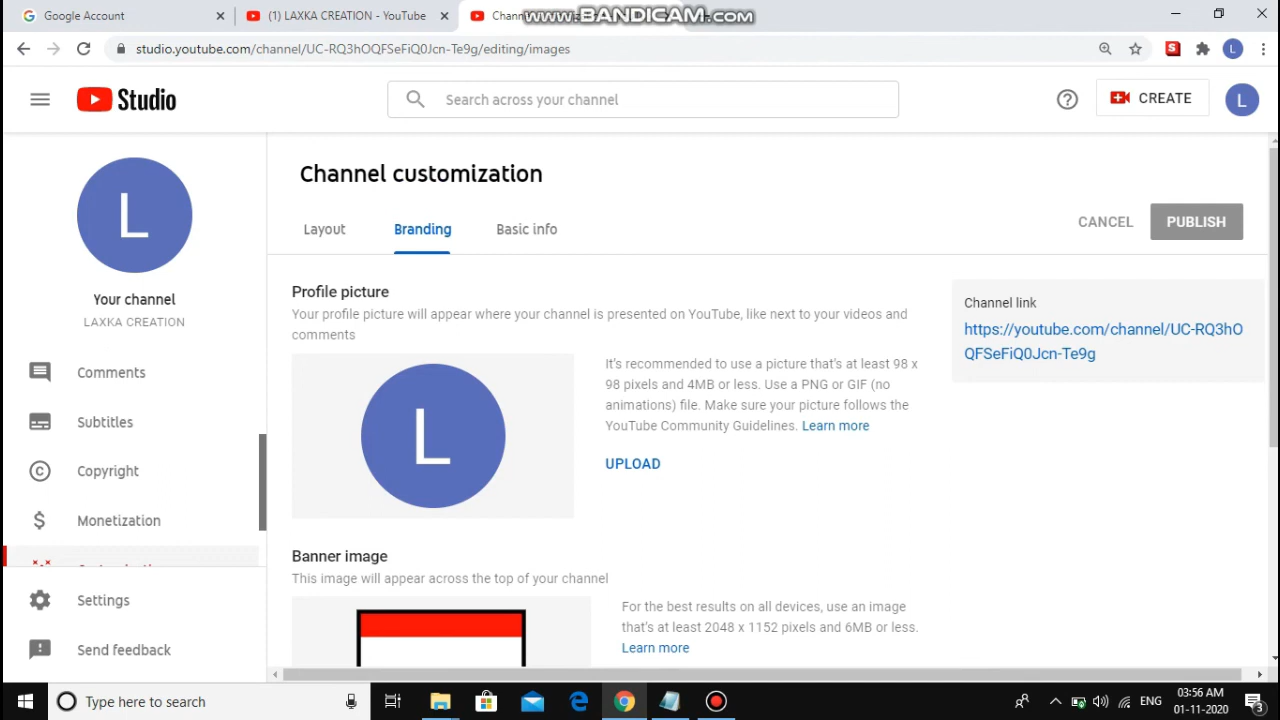 Google Account
(1) LAXKA CREATION - YouTube
Chann
www.BANDICAM.com
studio.youtube.com/channel/UC-RQ3hOQFSeFiQ0Jcn-Te9g/editing/images
S
L
Studio
Search across your channel
CREATE
L
L
Your channel
LAXKA CREATION
Comments
Subtitles
Copyright
Monetization
Customization
Settings
Send feedback
Channel customization
Layout
Branding
Basic info
CANCEL
PUBLISH
Profile picture
Your profile picture will appear where your channel is presented on YouTube, like next to your videos and
comments
L
It's recommended to use a picture that's at least 98 x
98 pixels and 4MB or less. Use a PNG or GIF (no
animations) file. Make sure your picture follows the
YouTube Community Guidelines. Learn more
UPLOAD
Channel link
https://youtube.com/channel/UC-RQ3hO
QFSeFiQ0Jcn-Te9g
Banner image
This image will appear across the top of your channel
For the best results on all devices, use an image
that's at least 2048 x 1152 pixels and 6MB or less.
Learn more
Type here to search
ENG
03:56 AM
01-11-2020
3